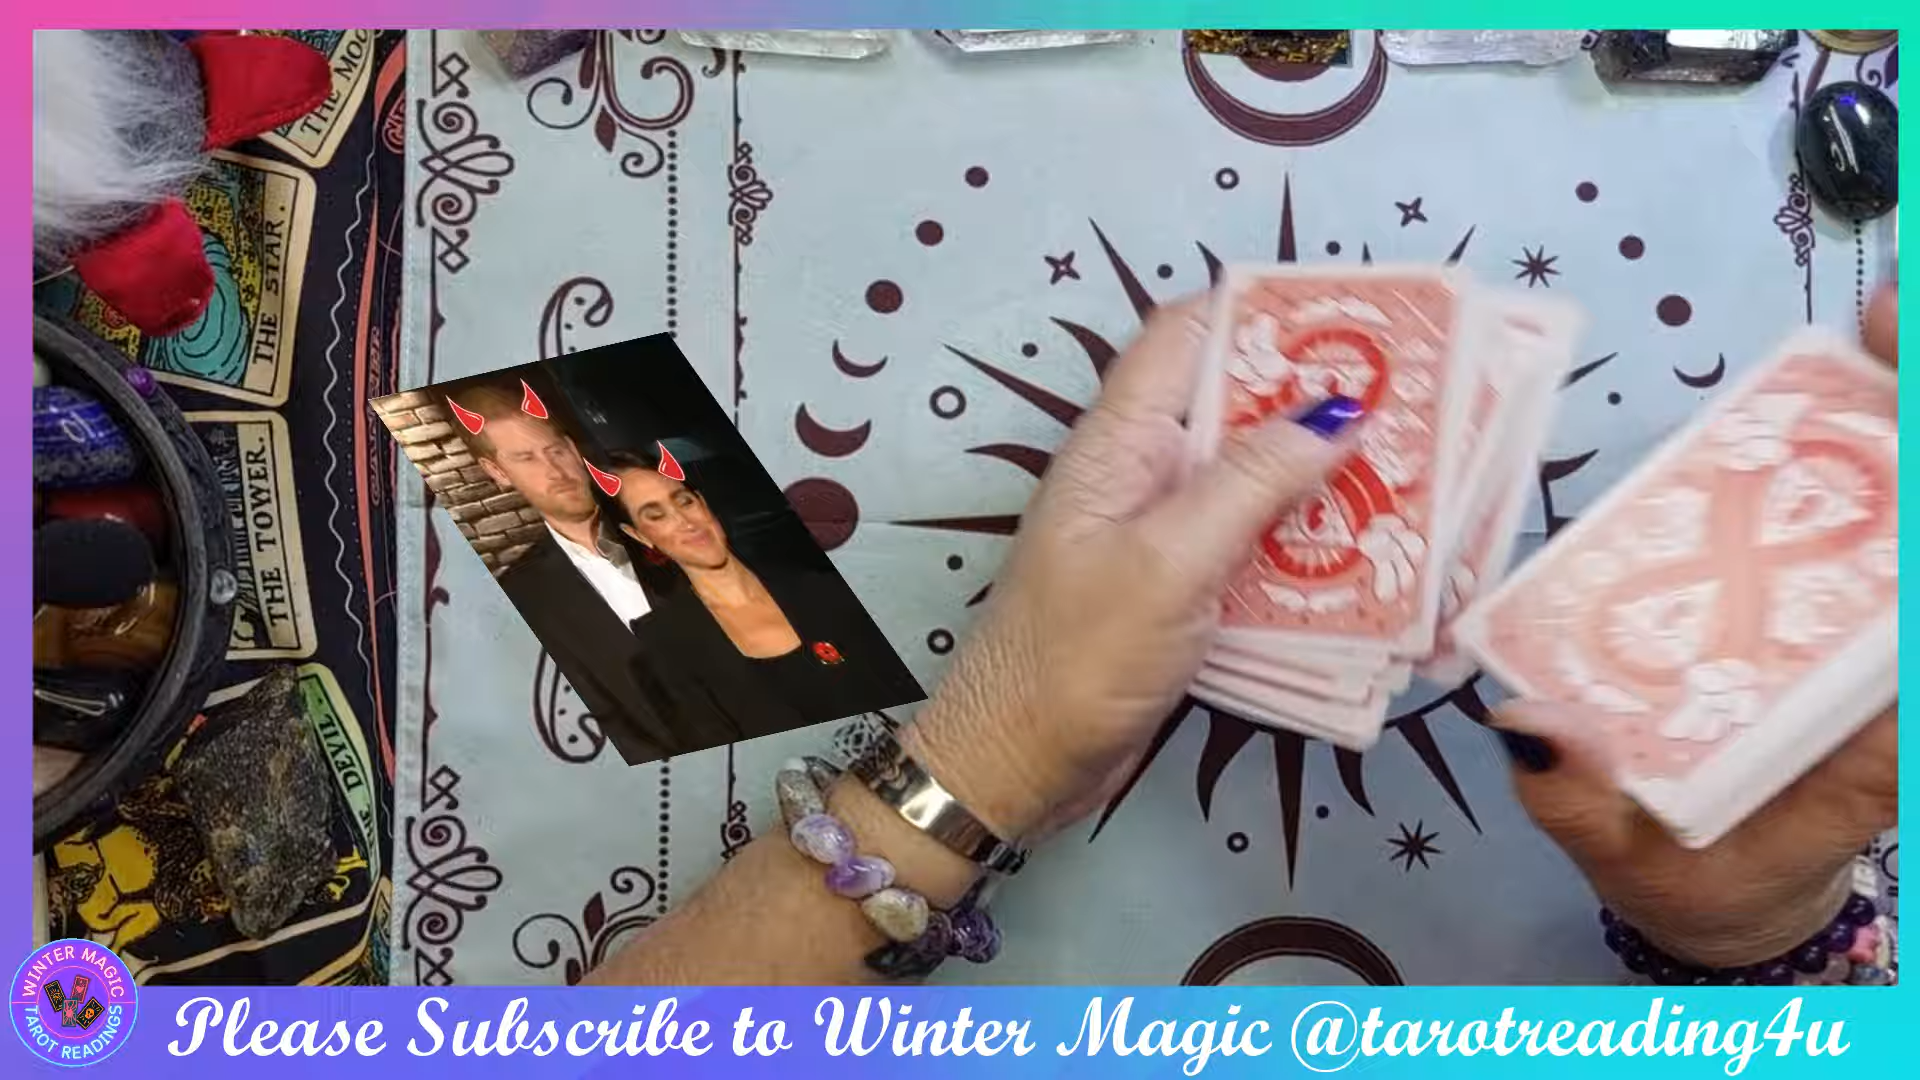 THE MOO
THE STAR.
THE TOWER.
THE DEVIL.
WINTER MAGIC
TAROT READINGS
Please Subscribe to Winter Magic @tarotreading4u